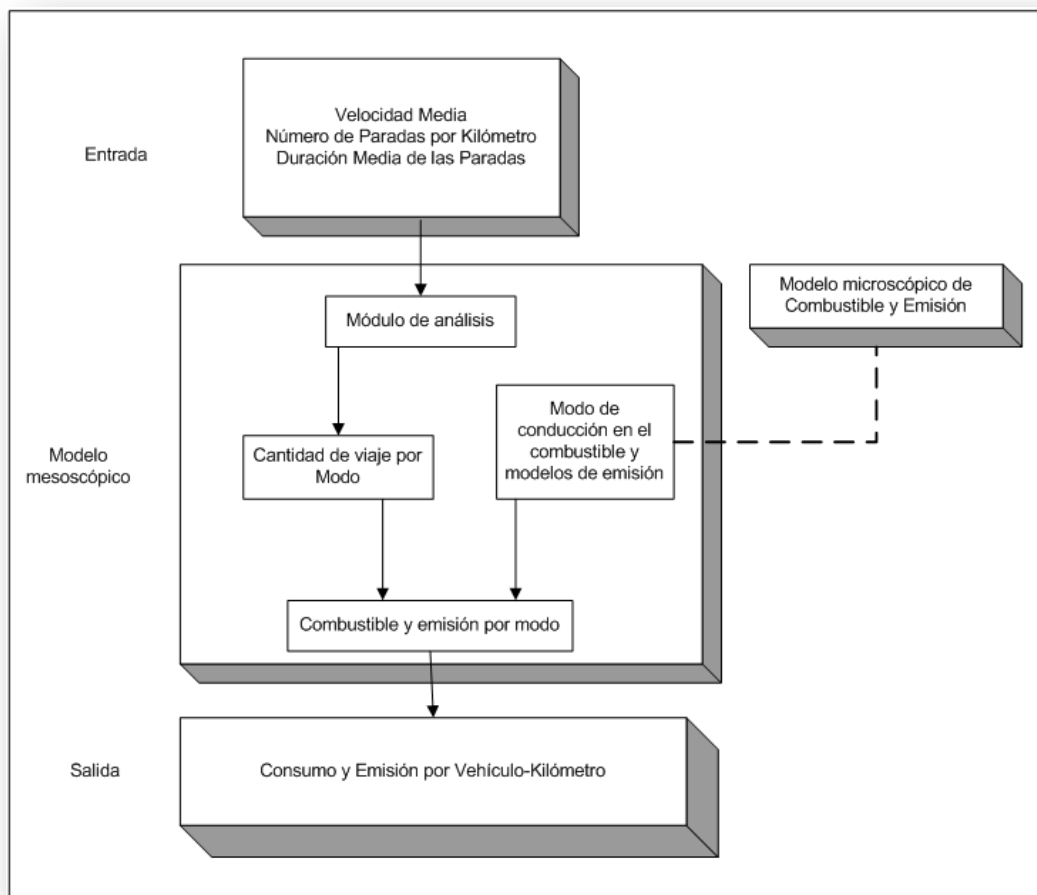 Velocidad Media
Número de Paradas por Kilómetro
Duración Media de las Paradas
Entrada
Modelo microscópico de
Combustible y Emisión
Módulo de análisis
Modo de
conducción en el
combustible y
modelos de emisión
Cantidad de viaje por
Modo
Modelo
mesoscópico
Combustible y emisión por modo
Salida
Consumo y Emisión por Vehículo-Kilómetro